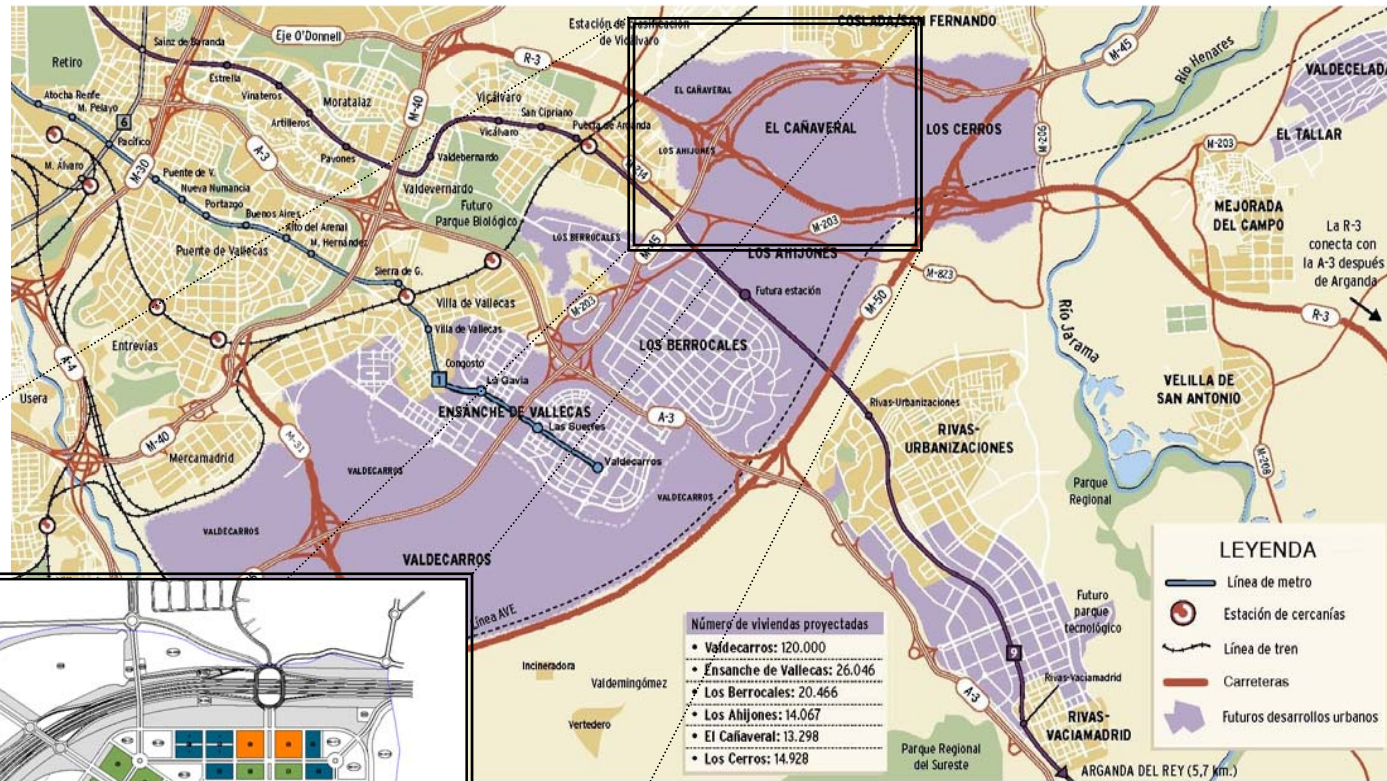 Estación de Clasificación
de Vicálvaro
COSLADA/SAN FERNANDO
Sainz de Baranda
Eje O'Donnell
R-3
M-45
Retiro
Estrella
M-40
Río Henares
VALDECELADA
Atocha Renfe
M. Pelayo
Vinateros
Moratalaz
Vicálvaro
EL CAÑAVERAL
6
Artilleros
San Cipriano
EL CAÑAVERAL
LOS CERROS
EL TALLAR
Pacífico
A-3
Vicálvaro
Puerta de Arganda
M-206
M-203
M. Álvaro
M-30
Pavones
Valdebernardo
LOS AHIJONES
Puente de V.
M-214
Nueva Numancia
Valdevernardo
Portazgo
Futuro
Parque Biológico
MEJORADA
DEL CAMPO
Buenos Aires
Alto del Arenal
M-203
La R-3
conecta con
la A-3 después
de Arganda
Puente de Vallecas
M. Hernández
LOS BERROCALES
M-45
LOS AHIJONES
Sierra de G.
M-823
Futura estación
M-50
Villa de Vallecas
M-203
Río Jarama
R-3
Villa de Vallecas
Entrevías
LOS BERROCALES
A-4
Congosto
VELILLA DE
SAN ANTONIO
1
La Gavia
Usera
ENSANCHE DE VALLECAS
A-3
Rivas-Urbanizaciones
Las Suertes
RIVAS-
URBANIZACIONES
M-40
M-31
Mercamadrid
Valdecarros
M-208
VALDECARROS
Parque
Regional
VALDECARROS
VALDECARROS
VALDECARROS
LEYENDA
Línea de metro
Estación de cercanías
Línea de tren
Carreteras
Futuros desarrollos urbanos
Futuro
parque
tecnológico
Línea AVE
Número de viviendas proyectadas
• Valdecarros: 120.000
• Ensanche de Vallecas: 26.046
• Los Berrocales: 20.466
• Los Ahijones: 14.067
• El Cañaveral: 13.298
• Los Cerros: 14.928
Incineradora
Valdemingómez
9
Vertedero
A-3
Rivas-Vaciamadrid
RIVAS-
VACIAMADRID
Parque Regional
del Sureste
ARGANDA DEL REY (5,7 km.)